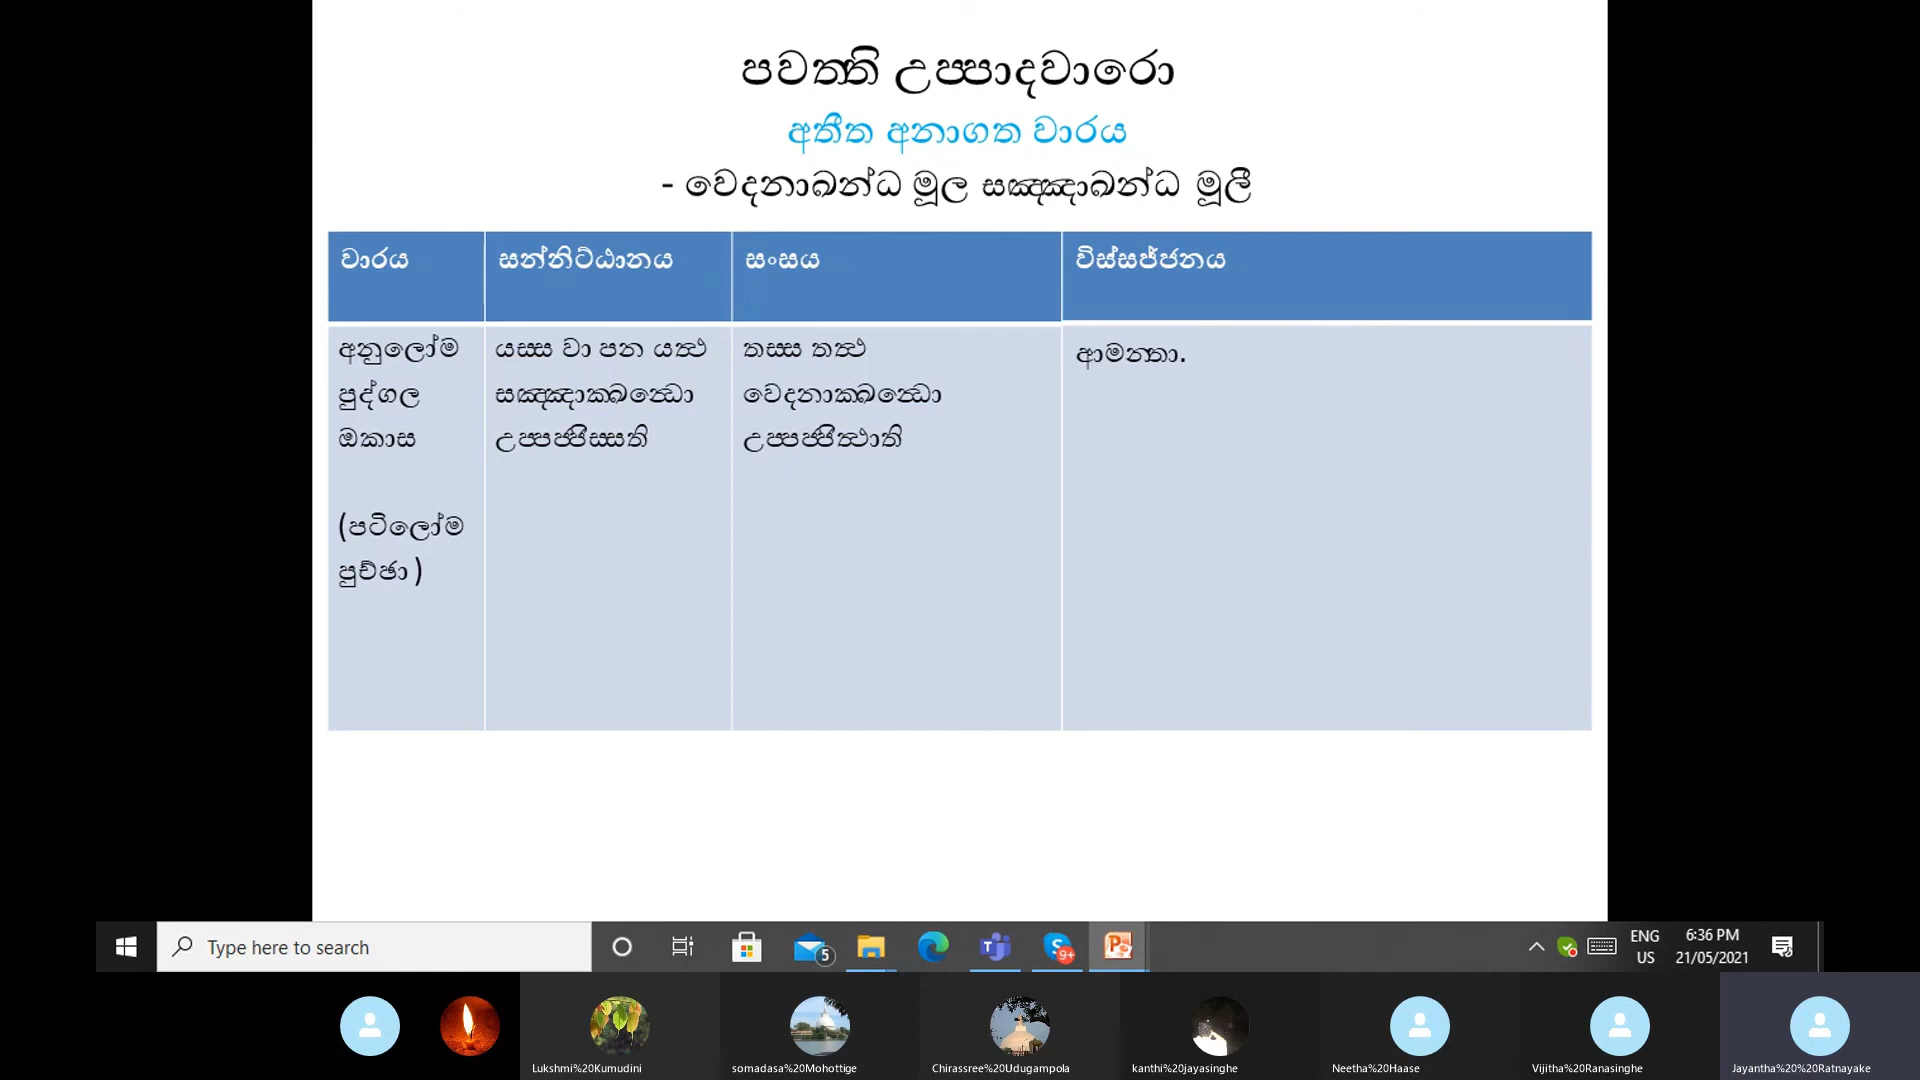 පවත්ති උප්පාදවාරො
අතීත අනාගත වාරය
- වෙදනාඛන්ධ මූල සඤ්ඤාඛන්ධ මූලී
වාරය
සන්නිට්ඨානය
සංසය
විස්සජ්ජනය
අනුලෝම
පුද්ගල
ඔකාස
(පටිලෝම
පුච්ඡා )
යස්ස වා පන යත්ථ
සඤ්ඤාක්ඛන්ධො
උප්පජ්ජිස්සති
තස්ස තත්ථ
වෙදනාක්ඛන්ධො
උප්පජ්ජිත්ථාති
ආමන්තා.
Type here to search
5
9+
ENG
US
6:36 PM
21/05/2021
Lukshmi%20Kumudini
somadasa%20Mohottige
Chirassree%20Udugampola
kanthi%20jayasinghe
Neetha%20Haase
Vijitha%20Ranasinghe
Jayantha%20%20Ratnayake